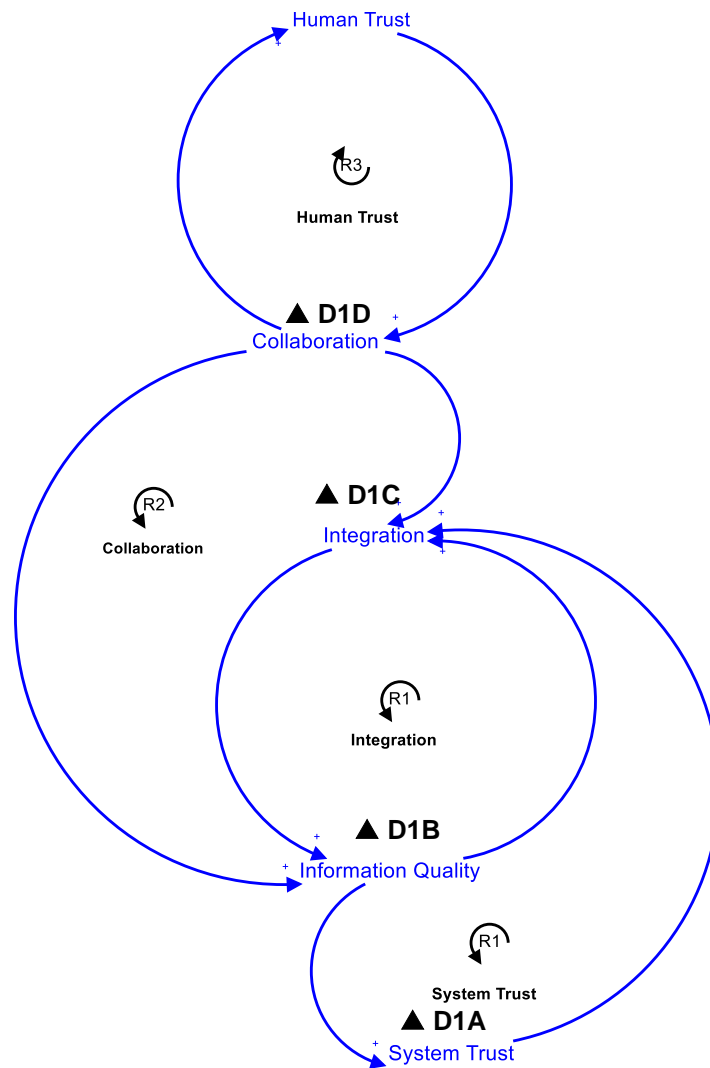 Human Trust
+
R3
Human Trust
▲ D1D
+
Collaboration
▲ D1C
+
+
R2
Collaboration
Integration
+
+
R1
Integration
▲ D1B
+
+
Information Quality
R1
System Trust
▲ D1A
+
System Trust